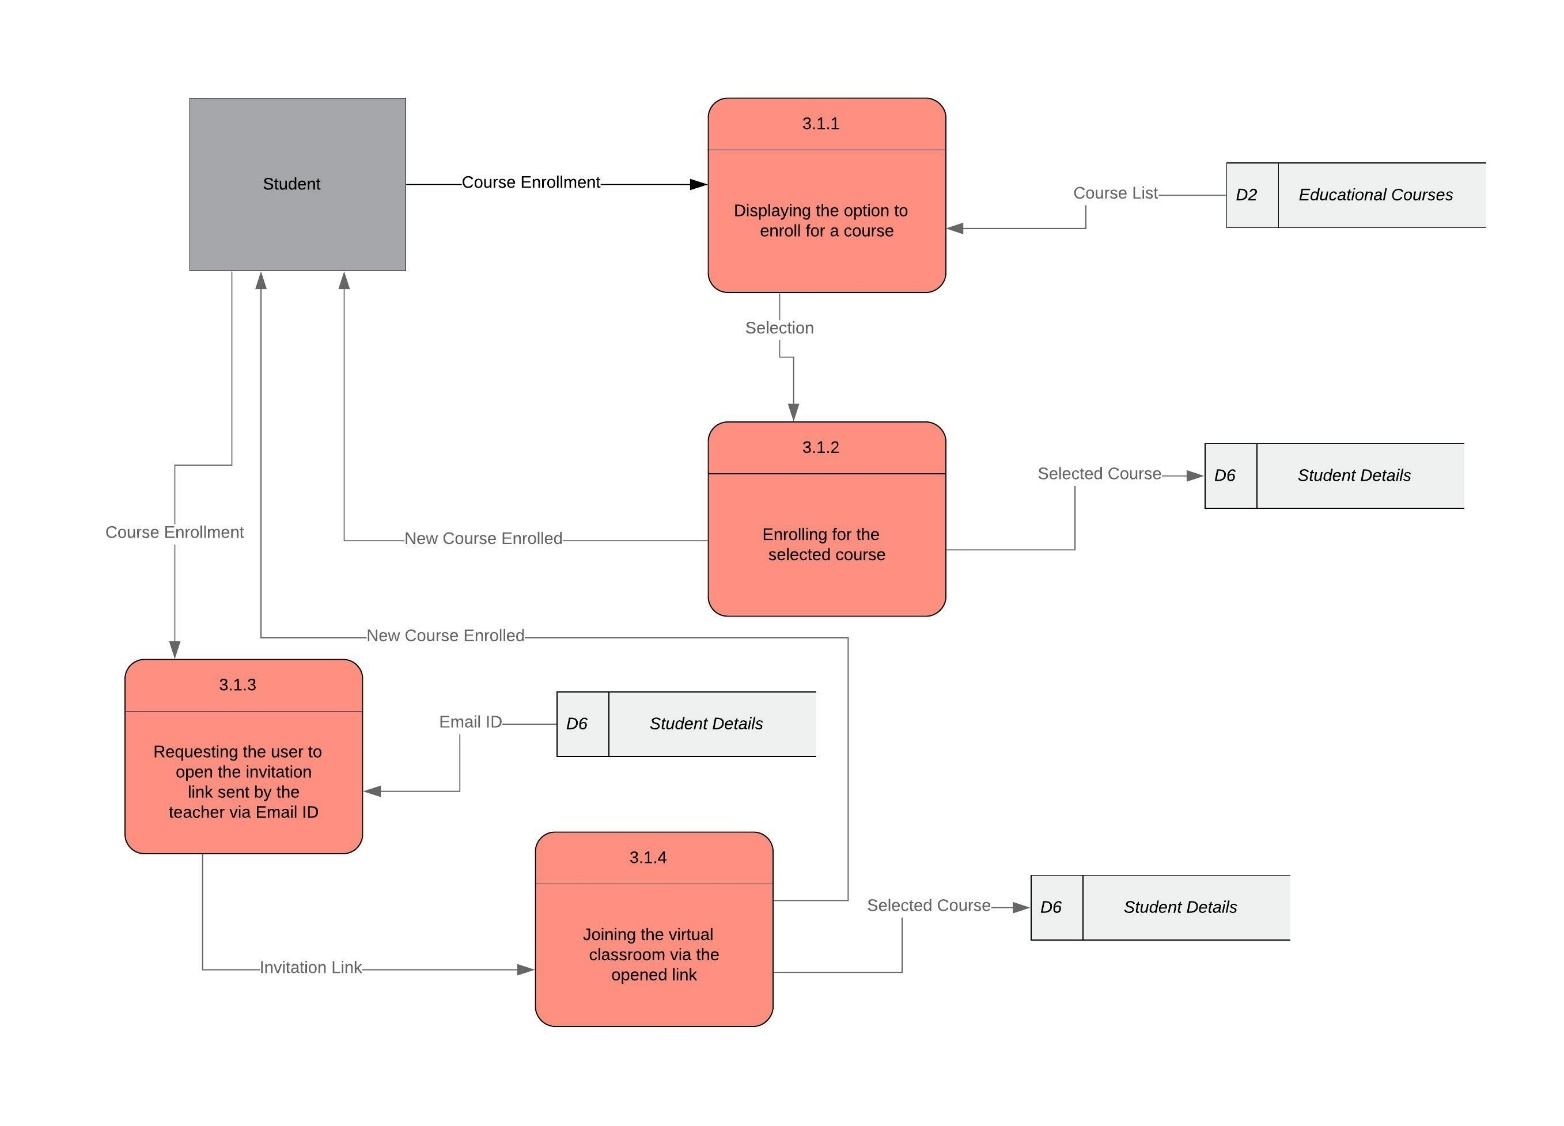 3.1.1
Student
Course Enrollment
Displaying the option to
enroll for a course
Course List
D2
Educational Courses
Selection
3.1.2
Enrolling for the
selected course
Selected Course
D6
Student Details
Course Enrollment
New Course Enrolled
New Course Enrolled
3.1.3
Requesting the user to
open the invitation
link sent by the
teacher via Email ID
Email ID
D6
Student Details
3.1.4
Joining the virtual
classroom via the
opened link
Selected Course
D6
Student Details
Invitation Link